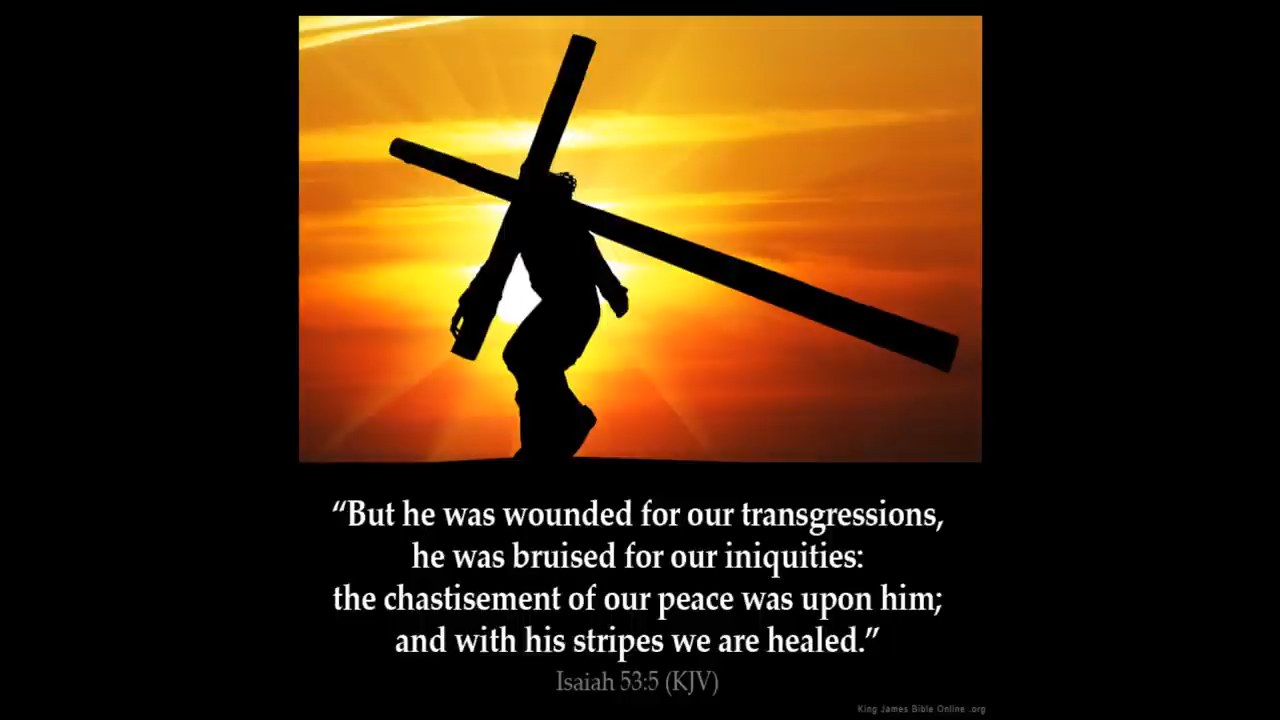 “But he was wounded for our transgressions,
he was bruised for our iniquities:
the chastisement of our peace was upon him;
and with his stripes we are healed.”
Isaiah 53:5 (KJV)
King James Bible Online .org